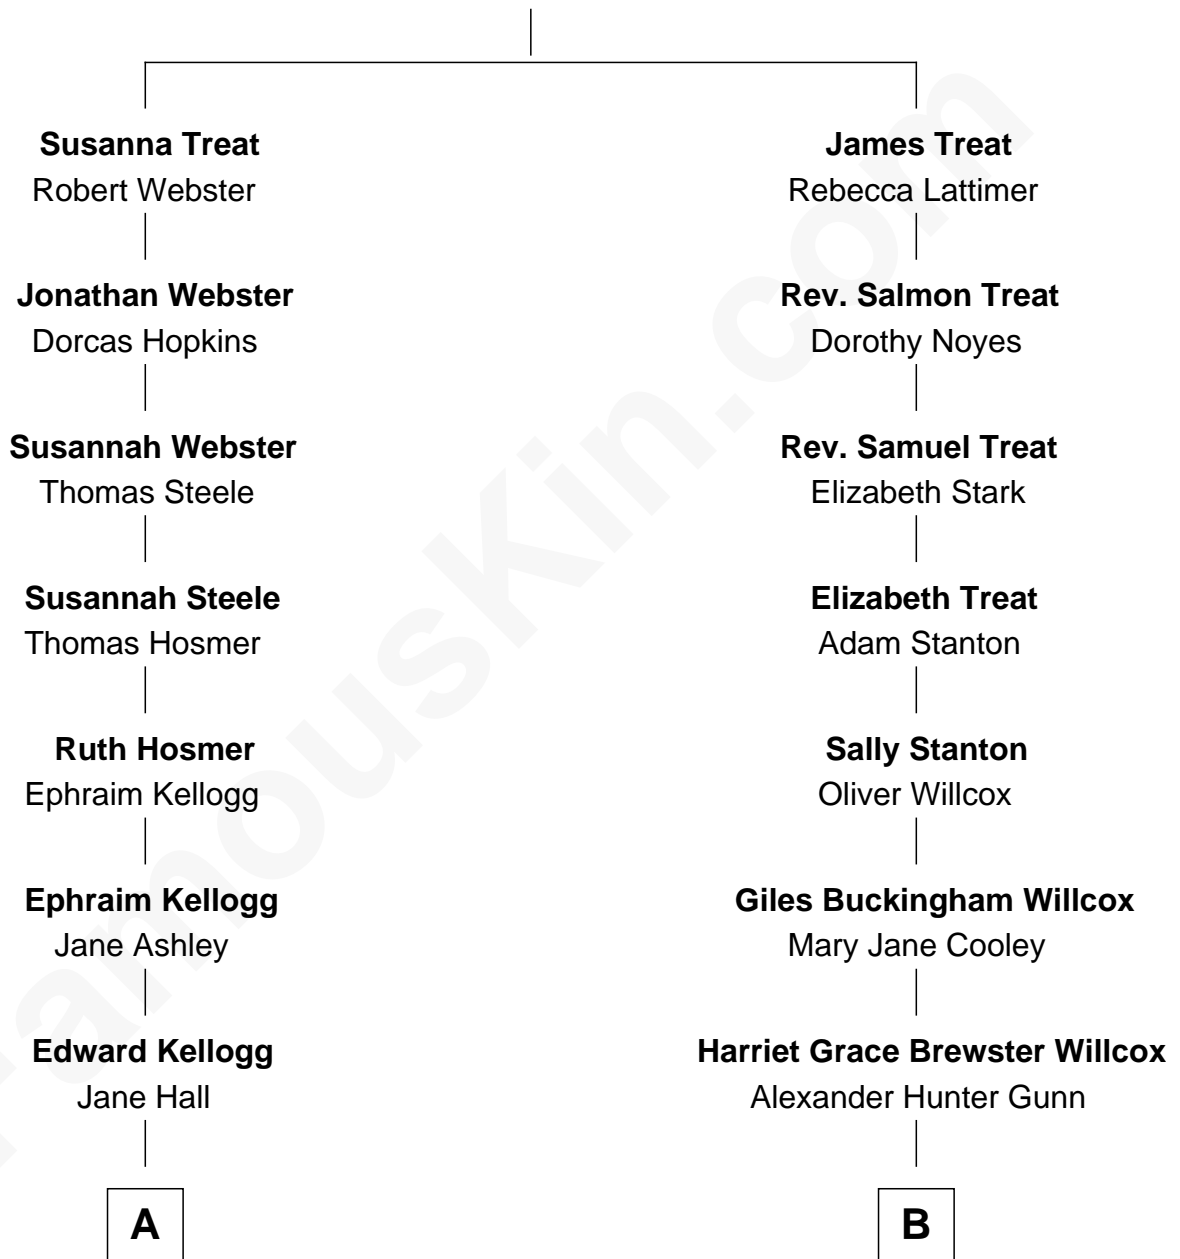 Susanna Treat
Robert Webster
Jonathan Webster
Dorcas Hopkins
Susannah Webster
Thomas Steele
Susannah Steele
Thomas Hosmer
Ruth Hosmer
Ephraim Kellogg
Ephraim Kellogg
Jane Ashley
Edward Kellogg
Jane Hall
A
James Treat
Rebecca Lattimer
Rev. Salmon Treat
Dorothy Noyes
Rev. Samuel Treat
Elizabeth Stark
Elizabeth Treat
Adam Stanton
Sally Stanton
Oliver Willcox
Giles Buckingham Willcox
Mary Jane Cooley
Harriet Grace Brewster Willcox
Alexander Hunter Gunn
B
FamousKin.com